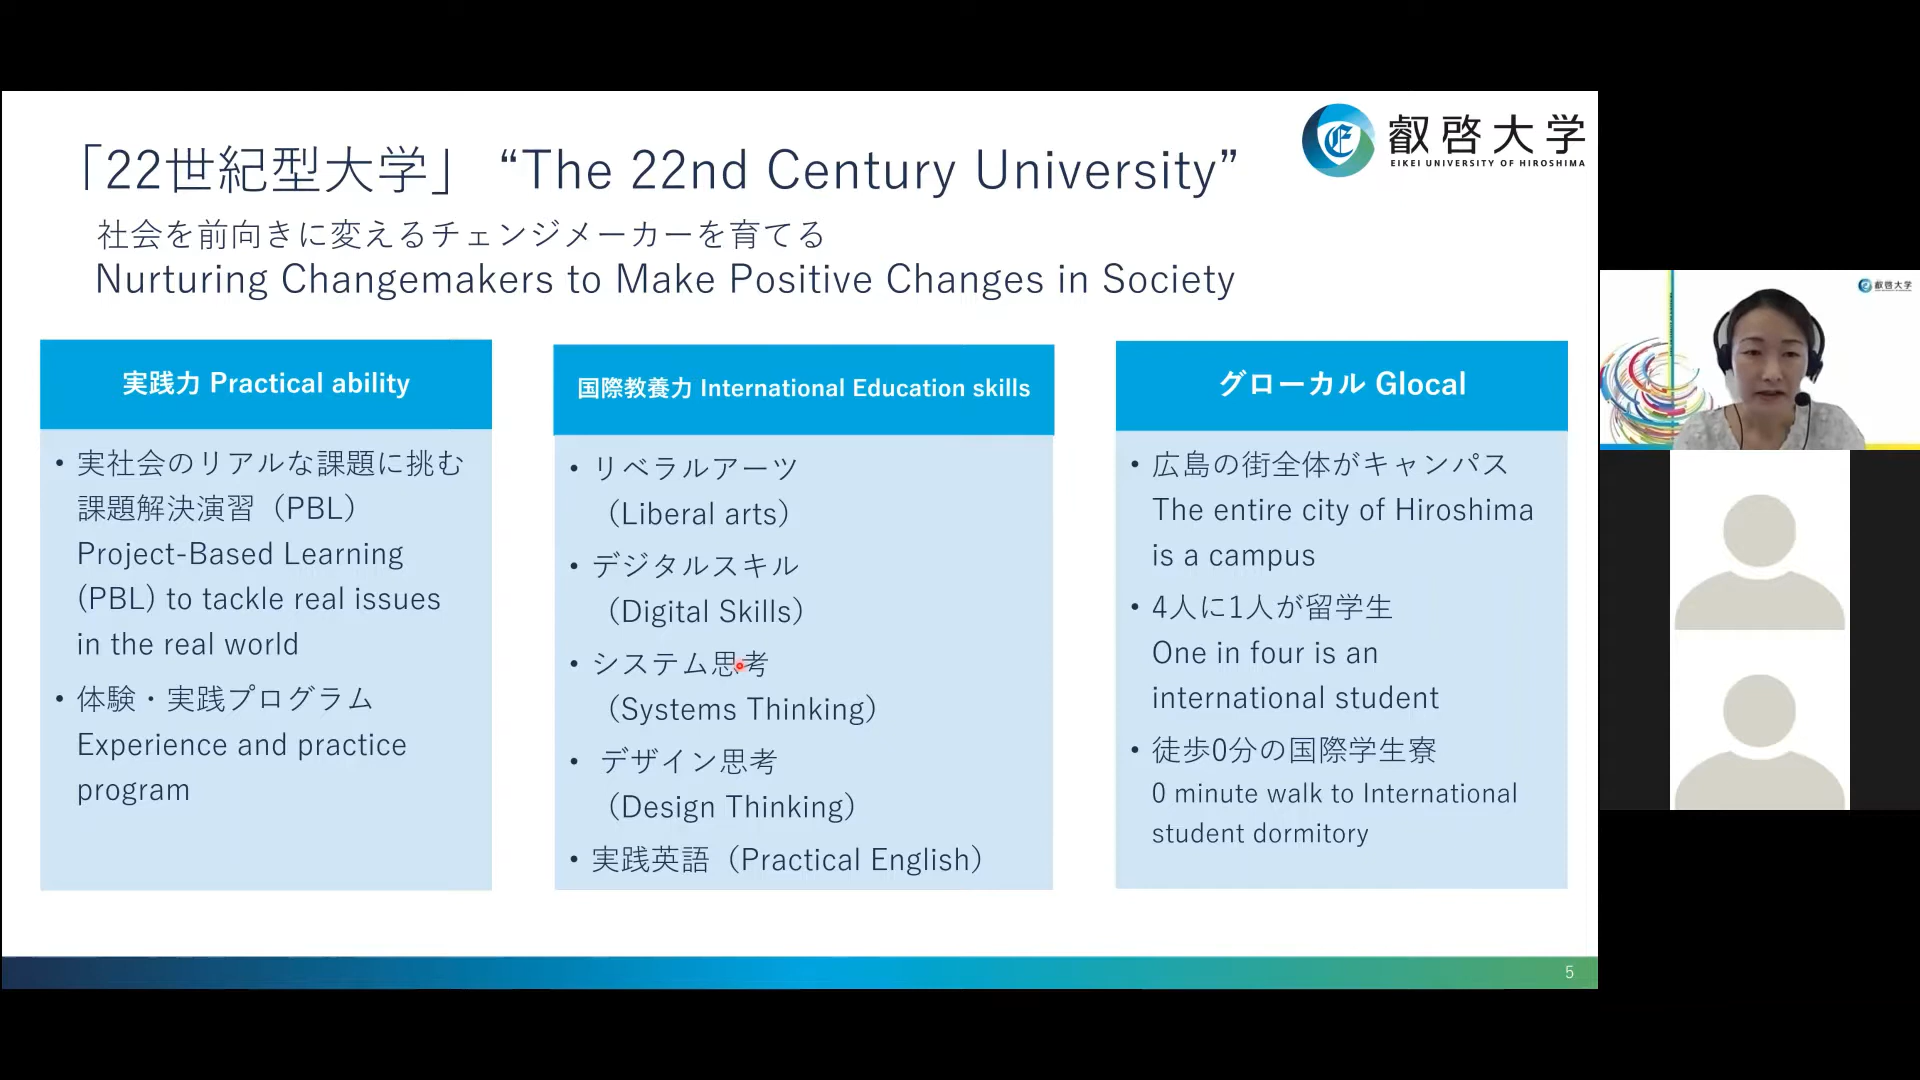 「22世紀型大学」 “The 22nd Century University”
叡啓大学
EIKEI UNIVERSITY OF HIROSHIMA
社会を前向きに変えるチェンジメーカーを育てる
Nurturing Changemakers to Make Positive Changes in Society
実践力 Practical ability
• 実社会のリアルな課題に挑む
課題解決演習（PBL）
Project-Based Learning
(PBL) to tackle real issues
in the real world
• 体験・実践プログラム
Experience and practice
program
国際教養力 International Education skills
• リベラルアーツ
（Liberal arts）
• デジタルスキル
（Digital Skills）
• システム思考
（Systems Thinking）
• デザイン思考
（Design Thinking）
• 実践英語（Practical English）
グローカル Glocal
• 広島の街全体がキャンパス
The entire city of Hiroshima
is a campus
• 4人に1人が留学生
One in four is an
international student
• 徒歩0分の国際学生寮
0 minute walk to International
student dormitory
5
叡啓大学